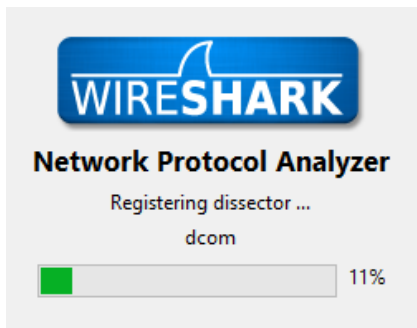 WIRESHARK
Network Protocol Analyzer
Registering dissector ...
dcom
11%